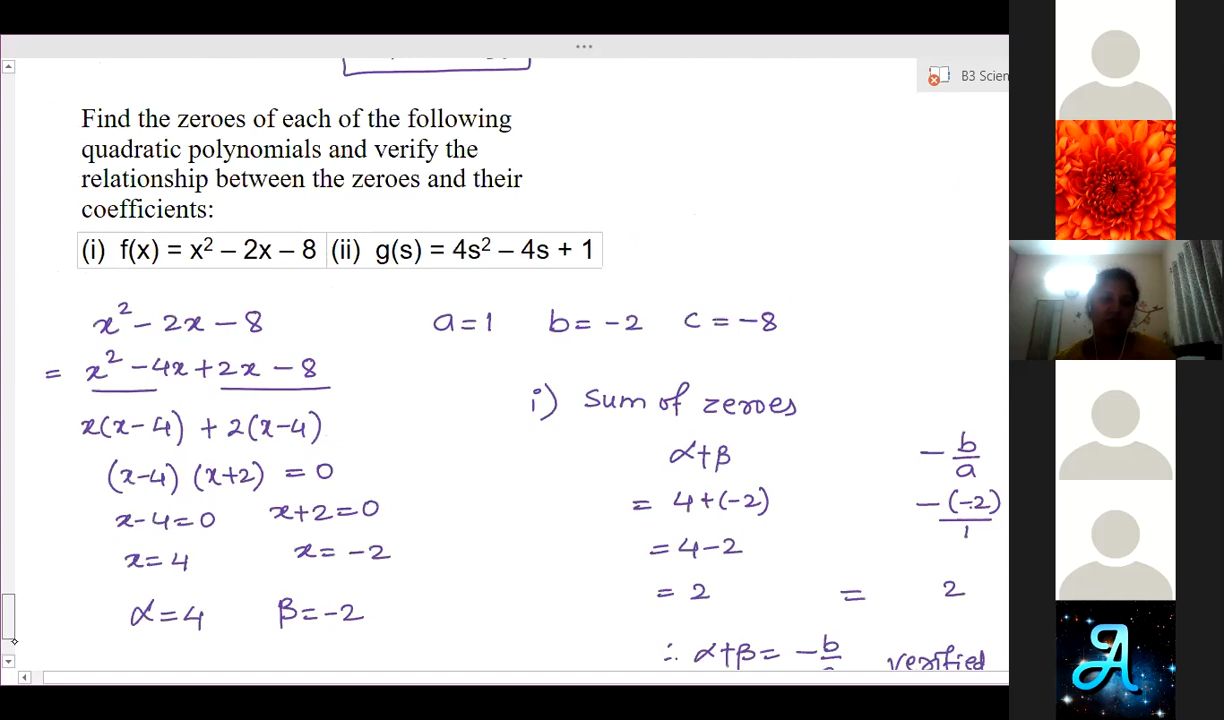 B3 Scien
Find the zeroes of each of the following
quadratic polynomials and verify the
relationship between the zeroes and their
coefficients:
(i) f(x) = x² – 2x – 8 (ii) g(s) = 4s² – 4s + 1
x² - 2x - 8
= x² - 4x + 2x - 8
x(x-4) + 2(x-4)
(x-4) (x+2) = 0
x-4=0 x+2=0
x=4 x= -2
α=4 β=-2
a=1 b= -2 c= -8
i) Sum of zeroes
α+β -b/a
= 4+(-2) -(-2)/1
= 4-2
= 2 = 2
∴ α+β= -b/a verified
A